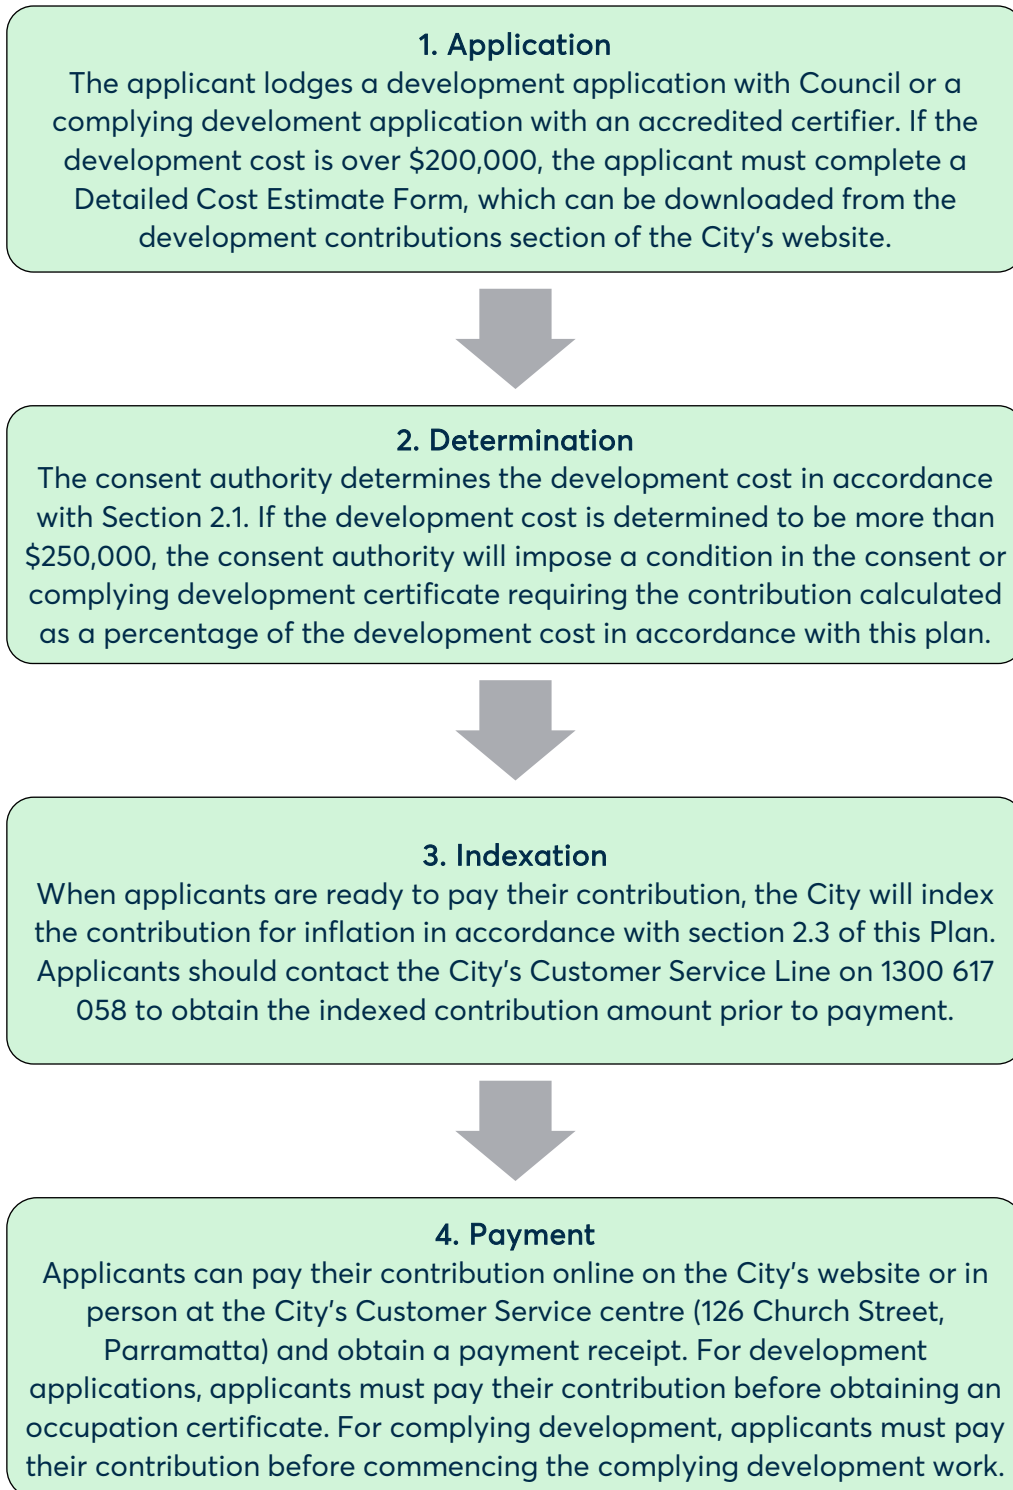 1. Application
The applicant lodges a development application with Council or a
complying develoment application with an accredited certifier. If the
development cost is over $200,000, the applicant must complete a
Detailed Cost Estimate Form, which can be downloaded from the
development contributions section of the City's website.
2. Determination
The consent authority determines the development cost in accordance
with Section 2.1. If the development cost is determined to be more than
$250,000, the consent authority will impose a condition in the consent or
complying development certificate requiring the contribution calculated
as a percentage of the development cost in accordance with this plan.
3. Indexation
When applicants are ready to pay their contribution, the City will index
the contribution for inflation in accordance with section 2.3 of this Plan.
Applicants should contact the City's Customer Service Line on 1300 617
058 to obtain the indexed contribution amount prior to payment.
4. Payment
Applicants can pay their contribution online on the City's website or in
person at the City's Customer Service centre (126 Church Street,
Parramatta) and obtain a payment receipt. For development
applications, applicants must pay their contribution before obtaining an
occupation certificate. For complying development, applicants must pay
their contribution before commencing the complying development work.